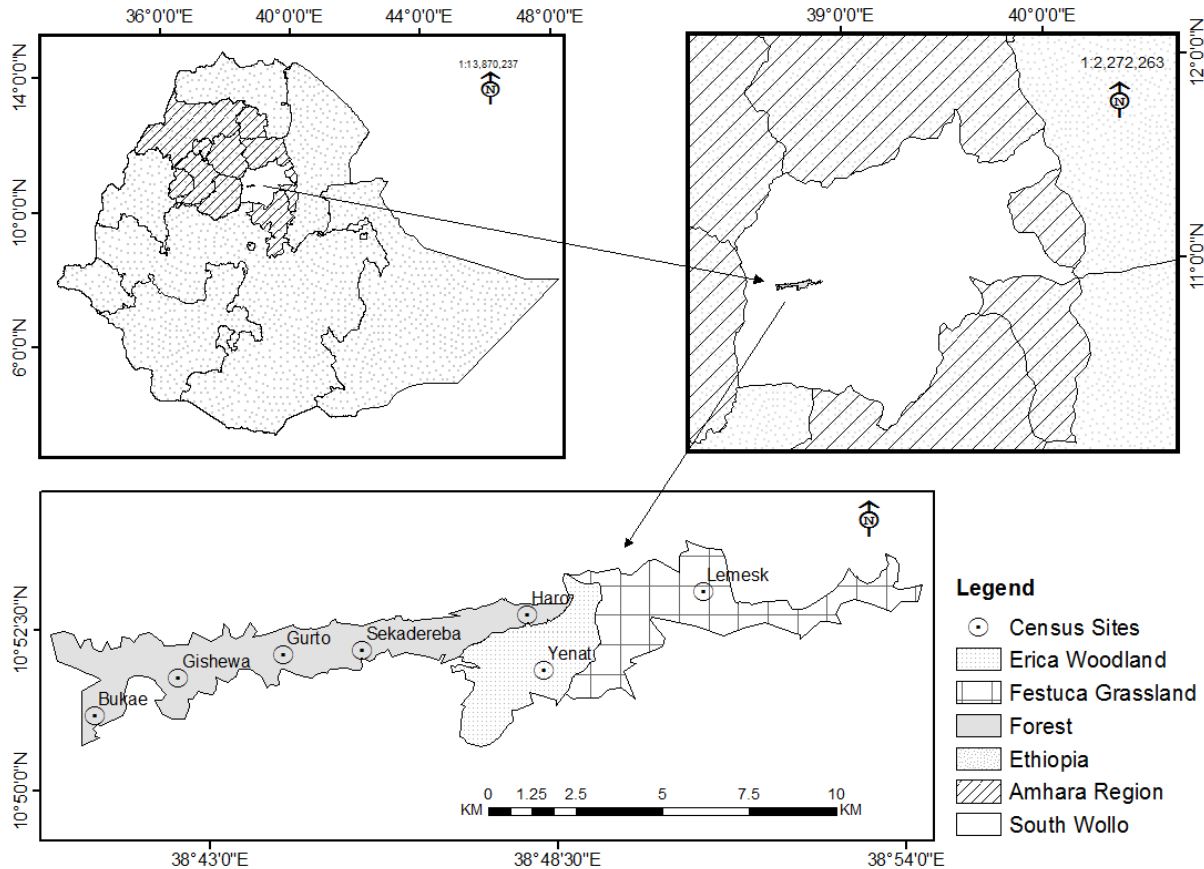 36°0'0"E 40°0'0"E 44°0'0"E 48°0'0"E
14°0'0"N
10°0'0"N
6°0'0"N
1:13,870,237
N
39°0'0"E 40°0'0"E
12°0'0"N
11°0'0"N
1:2,272,263
N
N
Lemesk
Haro
Sekadereba
Gurto
Yenat
Gishewa
Bukae
10°52'30"N
10°50'0"N
0 1.25 2.5 5 7.5 10
KM KM
38°43'0"E 38°48'30"E 38°54'0"E
Legend
Census Sites
Erica Woodland
Festuca Grassland
Forest
Ethiopia
Amhara Region
South Wollo